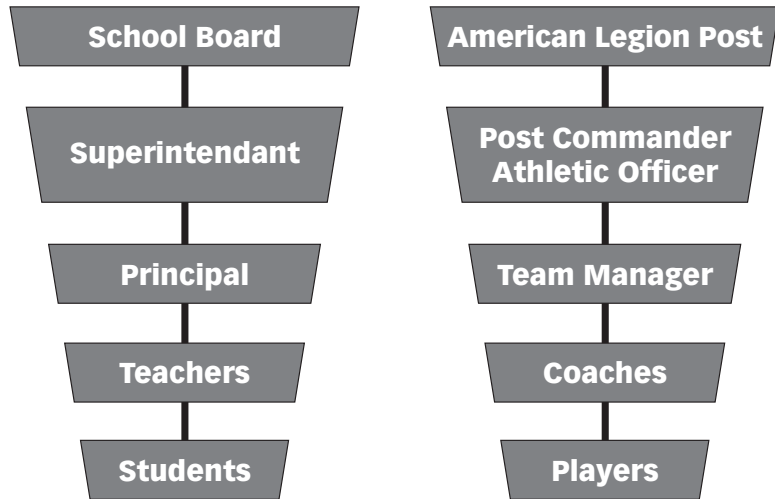 School Board
Superintendant
Principal
Teachers
Students
American Legion Post
Post Commander
Athletic Officer
Team Manager
Coaches
Players